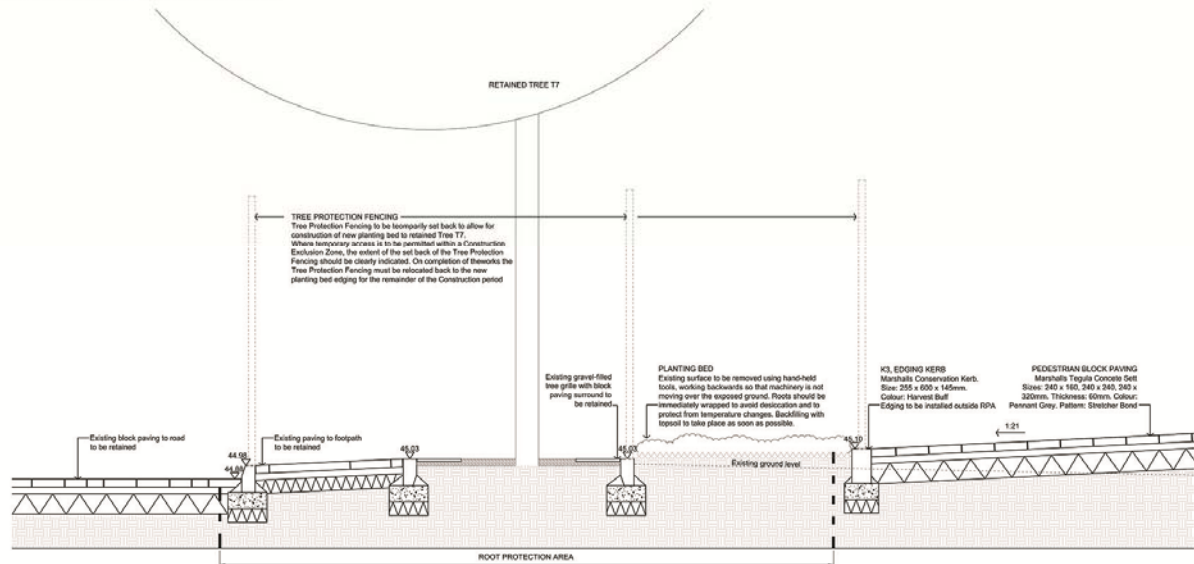 RETAINED TREE T7
TREE PROTECTION FENCING
Tree Protection Fencing to be teomparily set back to allow for
construction of new planting bed to retained Tree T7.
Where temporary access is to be permitted within a Construction
Exclusion Zone, the extent of the set back of the Tree Protection
Fencing should be clearly indicated. On completion of theworks the
Tree Protection Fencing must be relocated back to the new
planting bed edging for the remainder of the Construction period
Existing gravel-filled
tree grille with block
paving surround to
be retained
PLANTING BED
Existing surface to be removed using hand-held
tools, working backwards so that machinery is not
moving over the exposed ground. Roots should be
immediately wrapped to avoid desiccation and to
protect from temperature changes. Backfilling with
topsoil to take place as soon as possible.
K3, EDGING KERB
Marshalls Conservation Kerb.
Size: 255 x 600 x 145mm.
Colour: Harvest Buff
Edging to be installed outside RPA
PEDESTRIAN BLOCK PAVING
Marshalls Tegula Concete Sett
Sizes: 240 x 160, 240 x 240, 240 x
320mm. Thickness: 60mm. Colour:
Pennant Grey. Pattern: Stretcher Bond
1:21
Existing block paving to road
to be retained
Existing paving to footpath
to be retained
44.98
45.03
45.03
45.10
Existing ground level
ROOT PROTECTION AREA